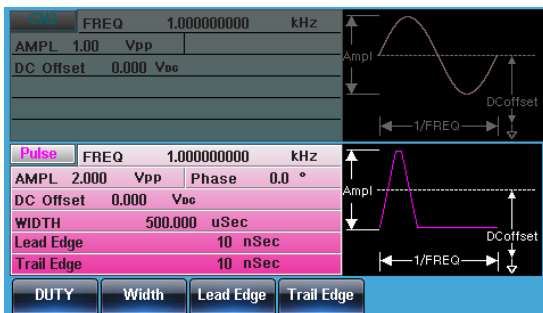 CH2 FREQ 1.000000000 kHz
AMPL 1.00 Vpp
DC Offset 0.000 VDC
Ampl
DCoffset
1/FREQ
Pulse FREQ 1.000000000 kHz
AMPL 2.000 Vpp Phase 0.0 °
DC Offset 0.000 VDC
WIDTH 500.000 uSec
Lead Edge 10 nSec
Trail Edge 10 nSec
Ampl
DCoffset
1/FREQ
DUTY Width Lead Edge Trail Edge